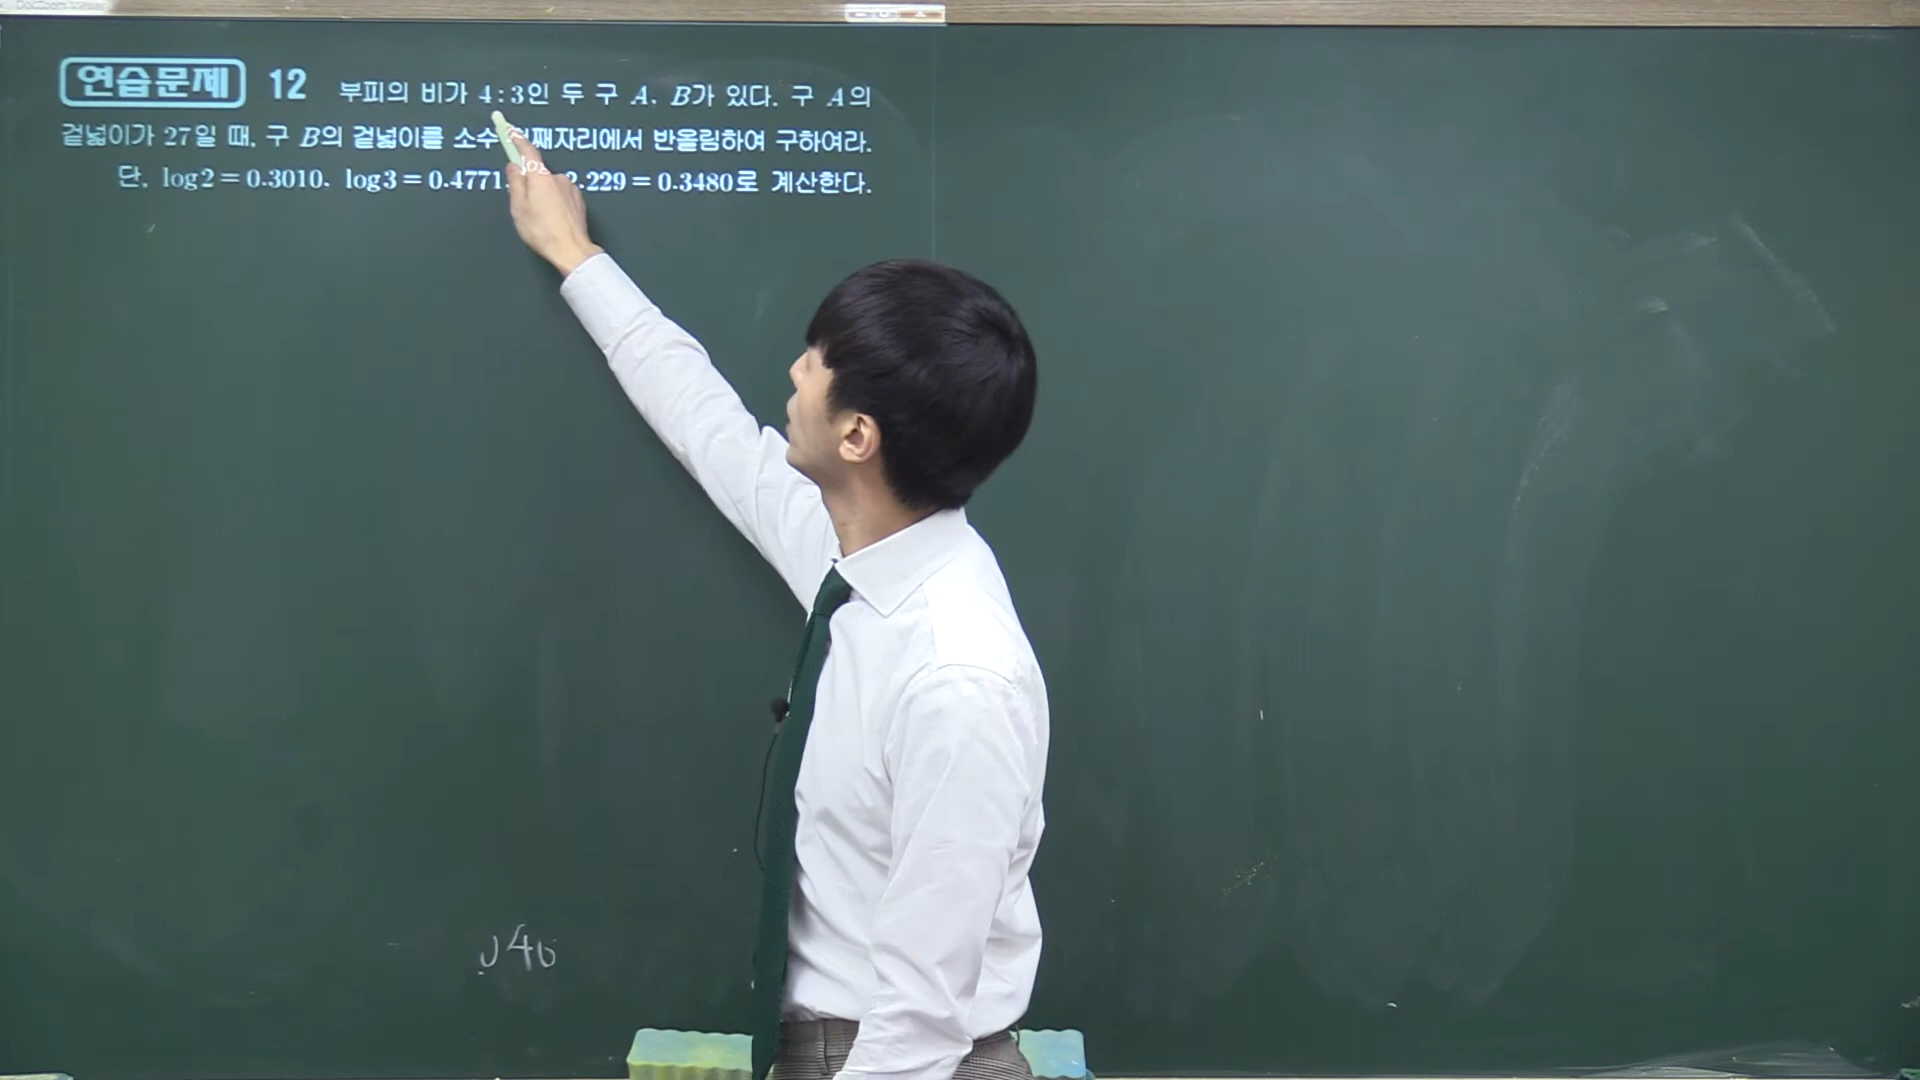 연습문제 12 부피의 비가 4:3인 두 구 A, B가 있다. 구 A의
겉넓이가 27일 때, 구 B의 겉넓이를 소수 째자리에서 반올림하여 구하여라.
단, log2=0.3010, log3=0.4771, log 2.229=0.3480로 계산한다.